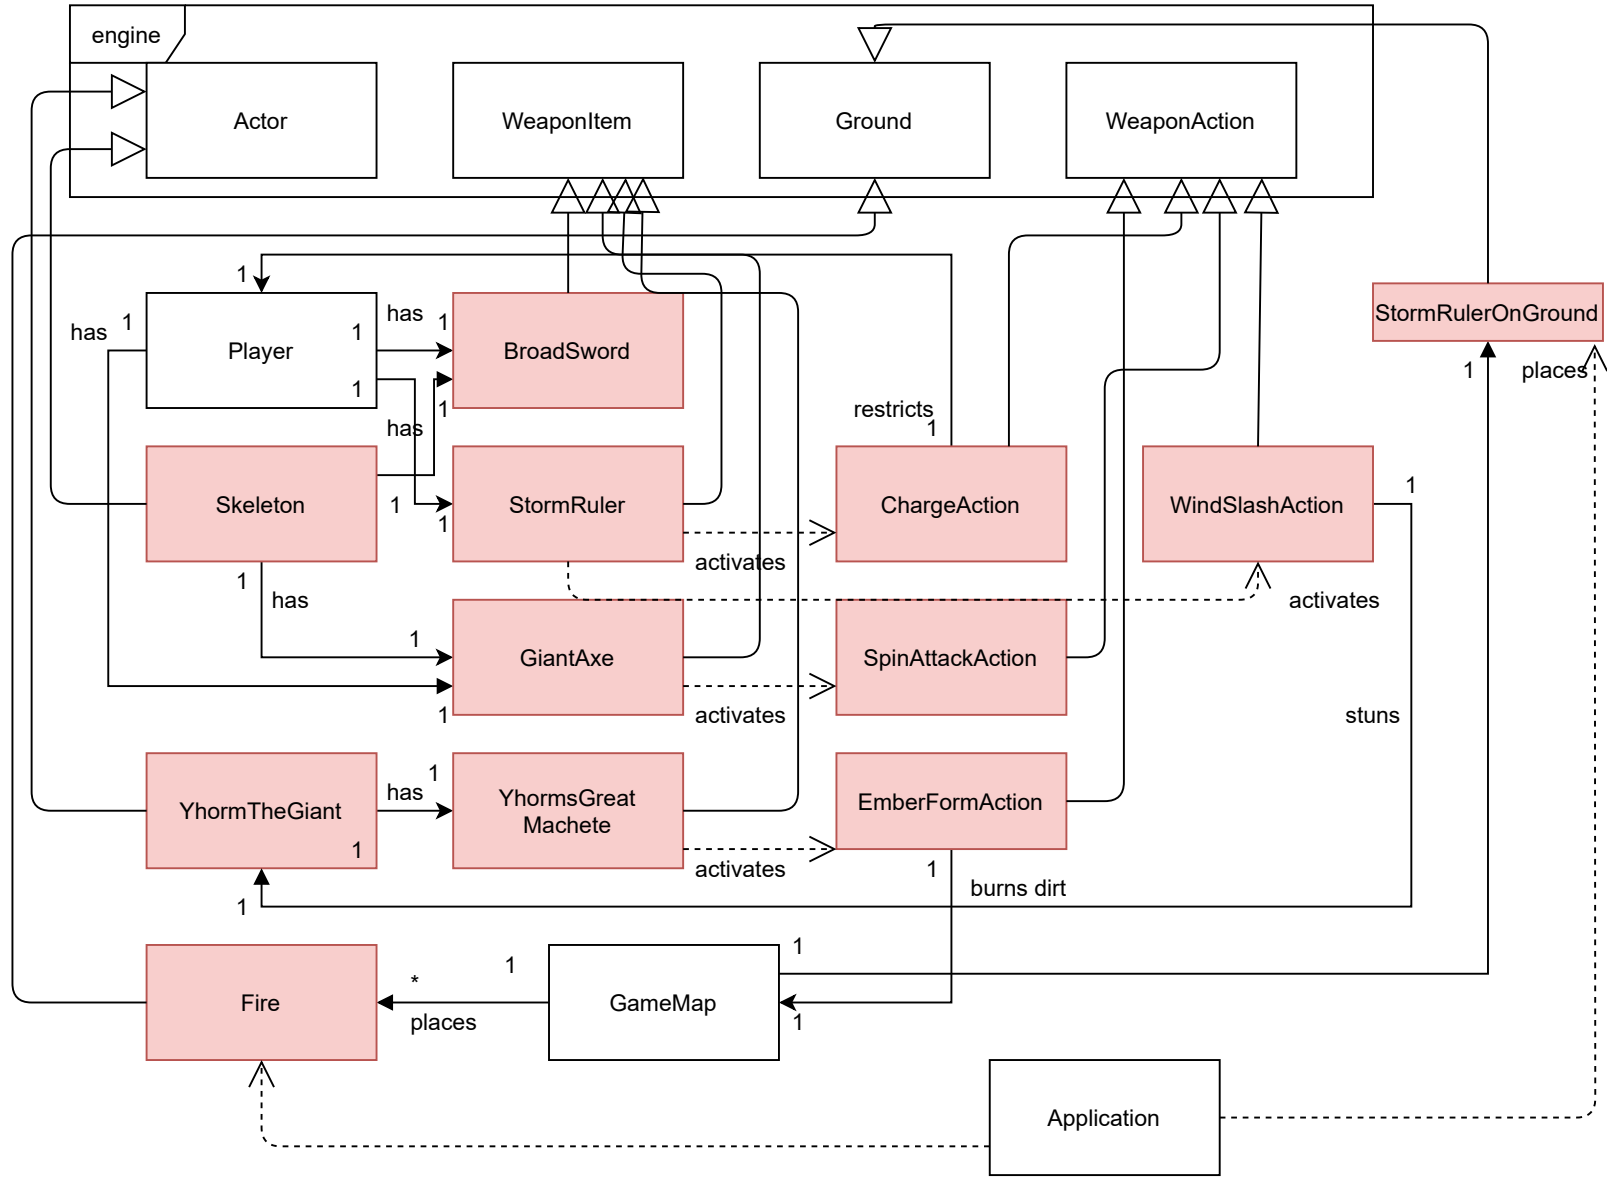 engine
Actor
WeaponItem
Ground
WeaponAction
1
has
1
Player
1
1
has
1
BroadSword
1
has
StormRulerOnGround
1
places
restricts
1
Skeleton
1
1
StormRuler
ChargeAction
WindSlashAction
1
activates
1
has
1
GiantAxe
1
activates
SpinAttackAction
activates
stuns
YhormTheGiant
1
has
1
YhormsGreat
Machete
activates
EmberFormAction
1
burns dirt
1
Fire
*
places
1
GameMap
1
1
Application